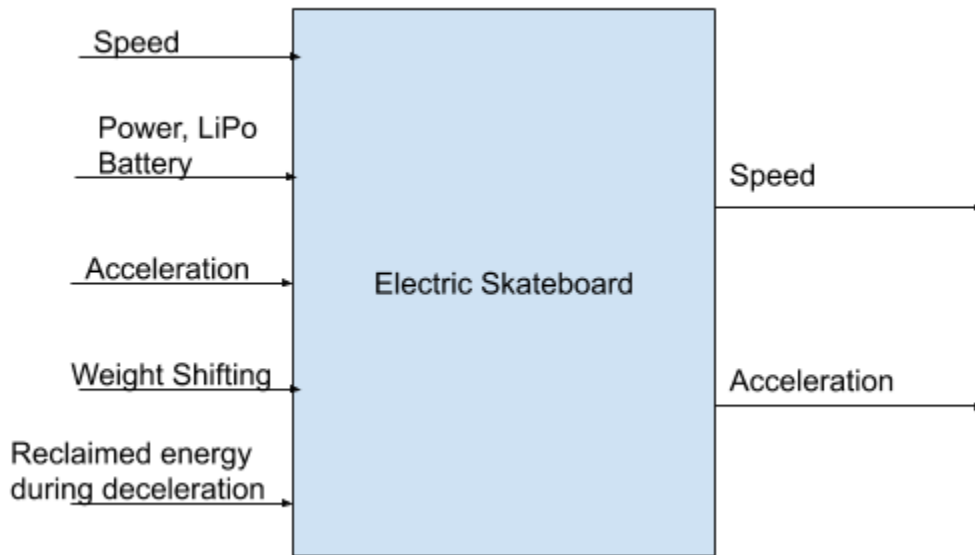 Speed
Power, LiPo
Battery
Acceleration
Weight Shifting
Reclaimed energy
during deceleration
Electric Skateboard
Speed
Acceleration